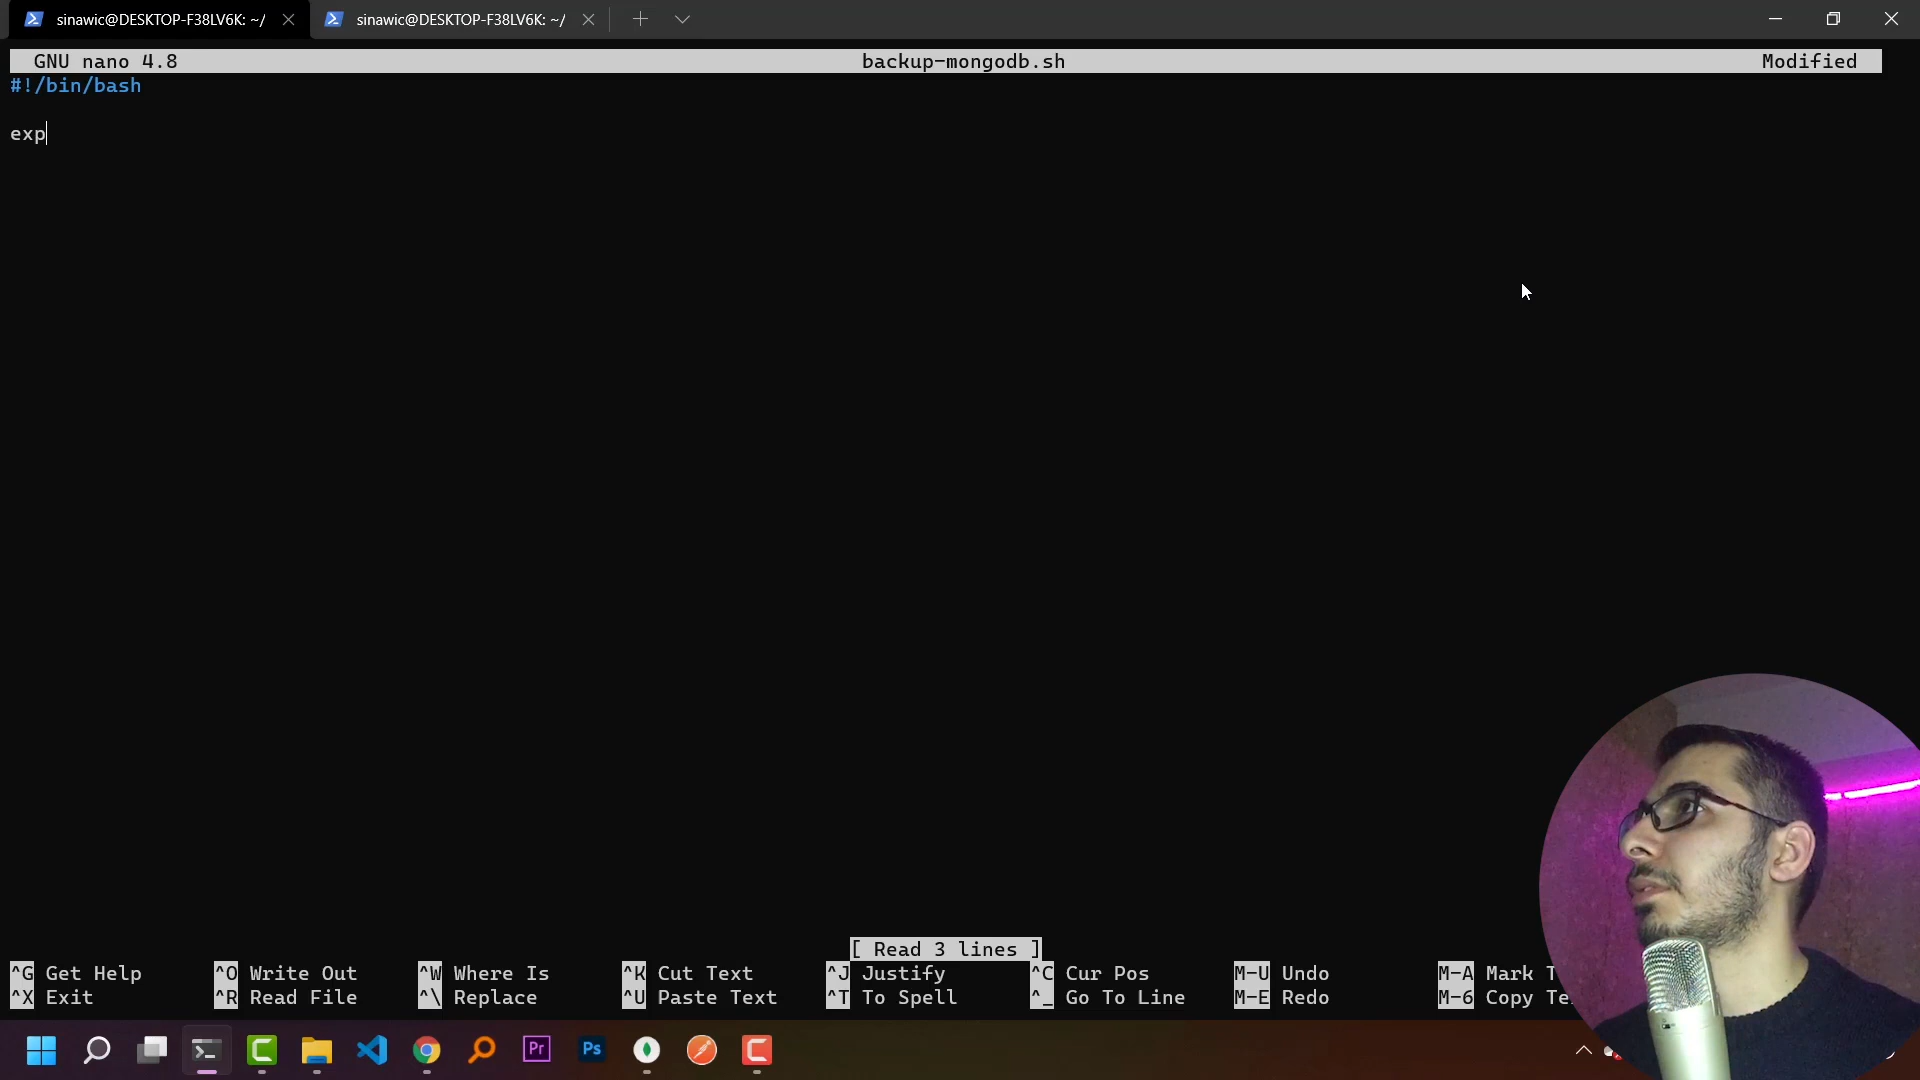 sinawic@DESKTOP-F38LV6K: ~/
sinawic@DESKTOP-F38LV6K: ~/
GNU nano 4.8 backup-mongodb.sh Modified
#!/bin/bash
exp
[ Read 3 lines ]
^G Get Help ^O Write Out ^W Where Is ^K Cut Text ^J Justify ^C Cur Pos M-U Undo M-A Mark
^X Exit ^R Read File ^\ Replace ^U Paste Text ^T To Spell ^_ Go To Line M-E Redo M-6 Copy
Pr
Ps